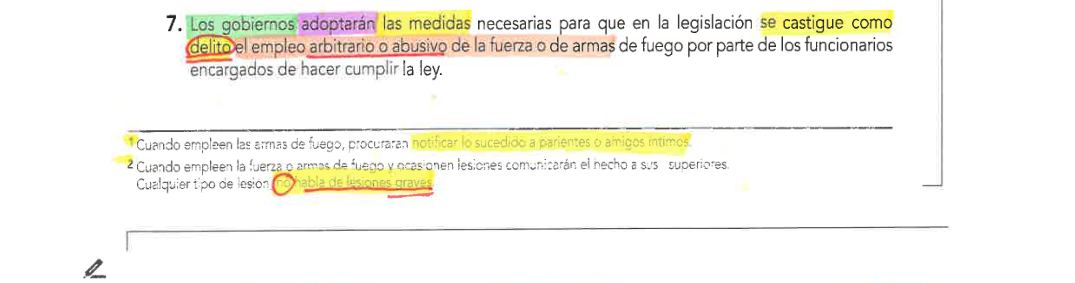 7. Los gobiernos adoptarán las medidas necesarias para que en la legislación se castigue como
delito el empleo arbitrario o abusivo de la fuerza o de armas de fuego por parte de los funcionarios
encargados de hacer cumplir la ley.
1 Cuando empleen las armas de fuego, procuraran notificar lo sucedido a parientes o amigos íntimos.
2 Cuando empleen la fuerza o armas de fuego y ocasionen lesiones comunicarán el hecho a sus superiores.
Cualquier tipo de lesion no habla de lesiones graves